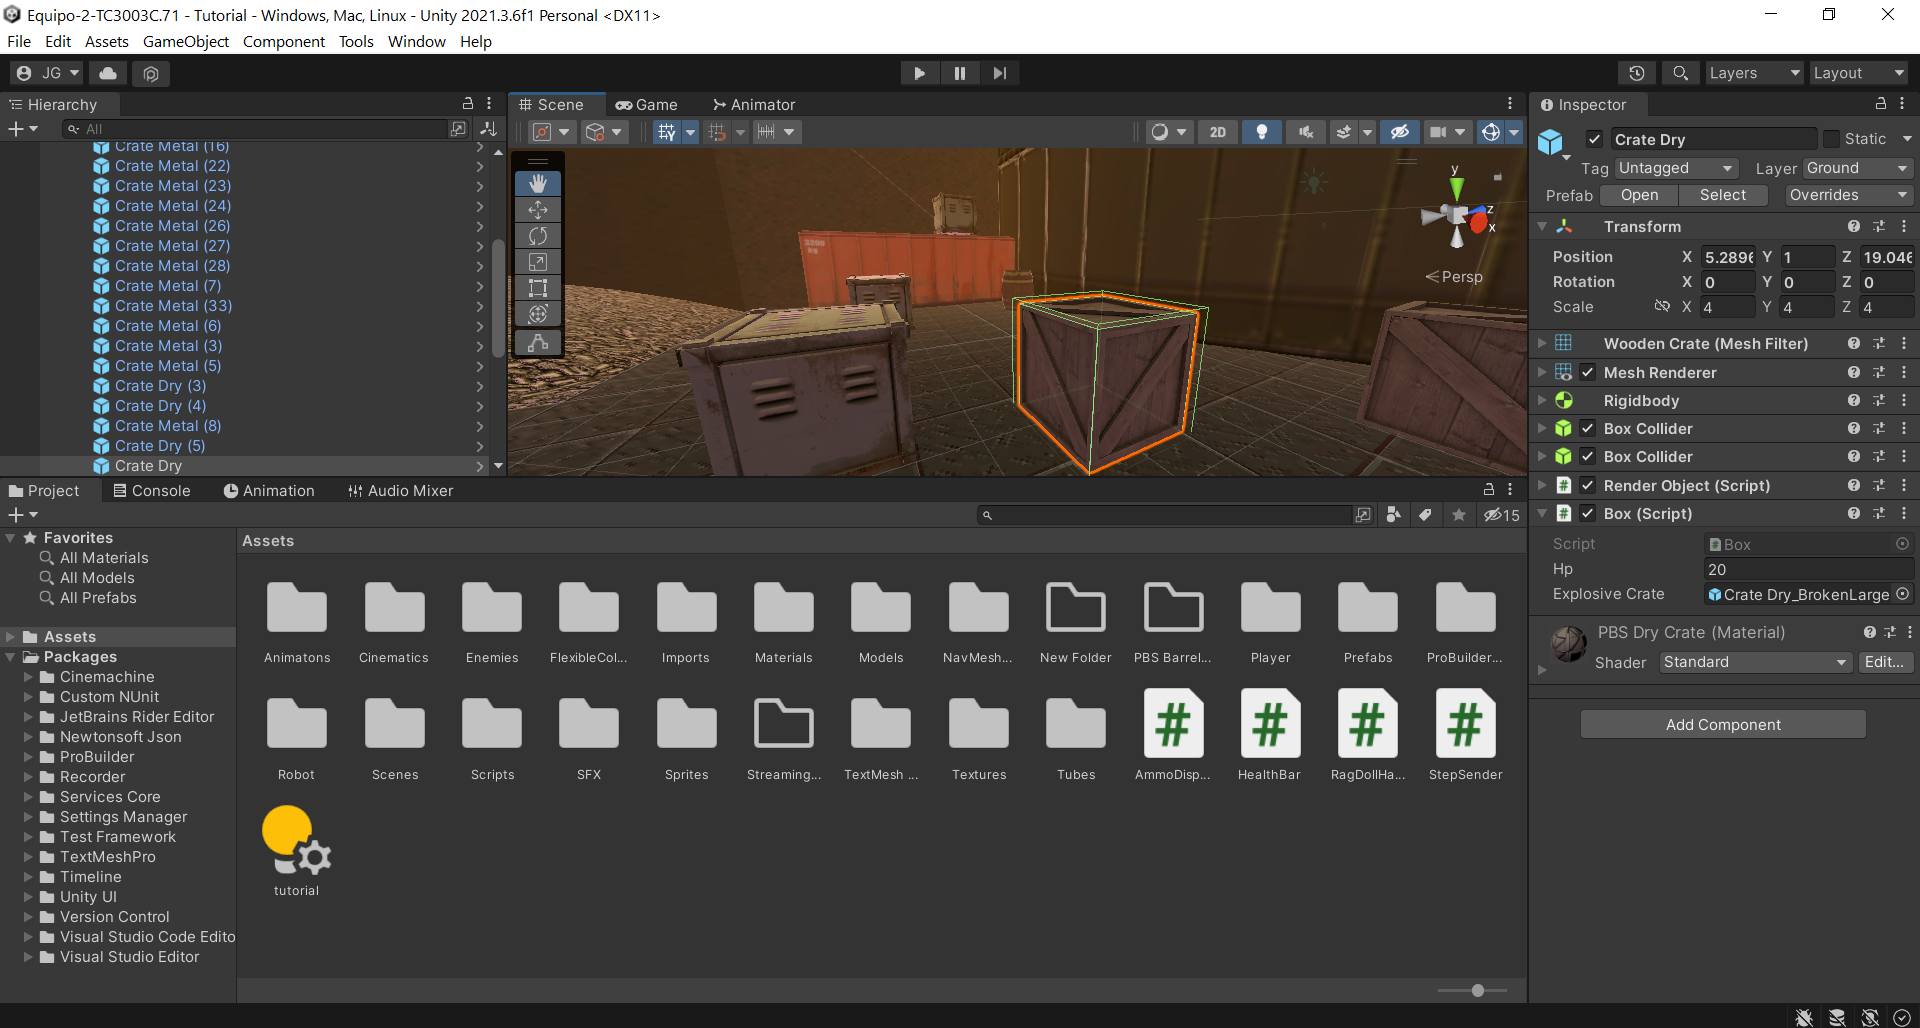 Equipo-2-TC3003C.71 - Tutorial - Windows, Mac, Linux - Unity 2021.3.6f1 Personal <DX11>
File Edit Assets GameObject Component Tools Window Help
JG Layers Layout
Hierarchy
All
Crate Metal (16)
Crate Metal (22)
Crate Metal (23)
Crate Metal (24)
Crate Metal (26)
Crate Metal (27)
Crate Metal (28)
Crate Metal (7)
Crate Metal (33)
Crate Metal (6)
Crate Metal (3)
Crate Metal (5)
Crate Dry (3)
Crate Dry (4)
Crate Metal (8)
Crate Dry (5)
Crate Dry
Scene Game Animator
2D
y
z
x
Persp
3200
Inspector
Crate Dry Static
Tag Untagged Layer Ground
Prefab Open Select Overrides
Transform
Position X 5.2896 Y 1 Z 19.046
Rotation X 0 Y 0 Z 0
Scale X 4 Y 4 Z 4
Wooden Crate (Mesh Filter)
Mesh Renderer
Rigidbody
Box Collider
Box Collider
Render Object (Script)
Box (Script)
Script Box
Hp 20
Explosive Crate Crate Dry_BrokenLarge
PBS Dry Crate (Material)
Shader Standard Edit...
Add Component
Project Console Animation Audio Mixer
15
Favorites
All Materials
All Models
All Prefabs
Assets
Packages
Cinemachine
Custom NUnit
JetBrains Rider Editor
Newtonsoft Json
ProBuilder
Recorder
Services Core
Settings Manager
Test Framework
TextMeshPro
Timeline
Unity UI
Version Control
Visual Studio Code Edito
Visual Studio Editor
Assets
Animatons Cinematics Enemies FlexibleCol... Imports Materials Models NavMesh... New Folder PBS Barrel... Player Prefabs ProBuilder...
Robot Scenes Scripts SFX Sprites Streaming... TextMesh ... Textures Tubes AmmoDisp... HealthBar RagDollHa... StepSender
tutorial